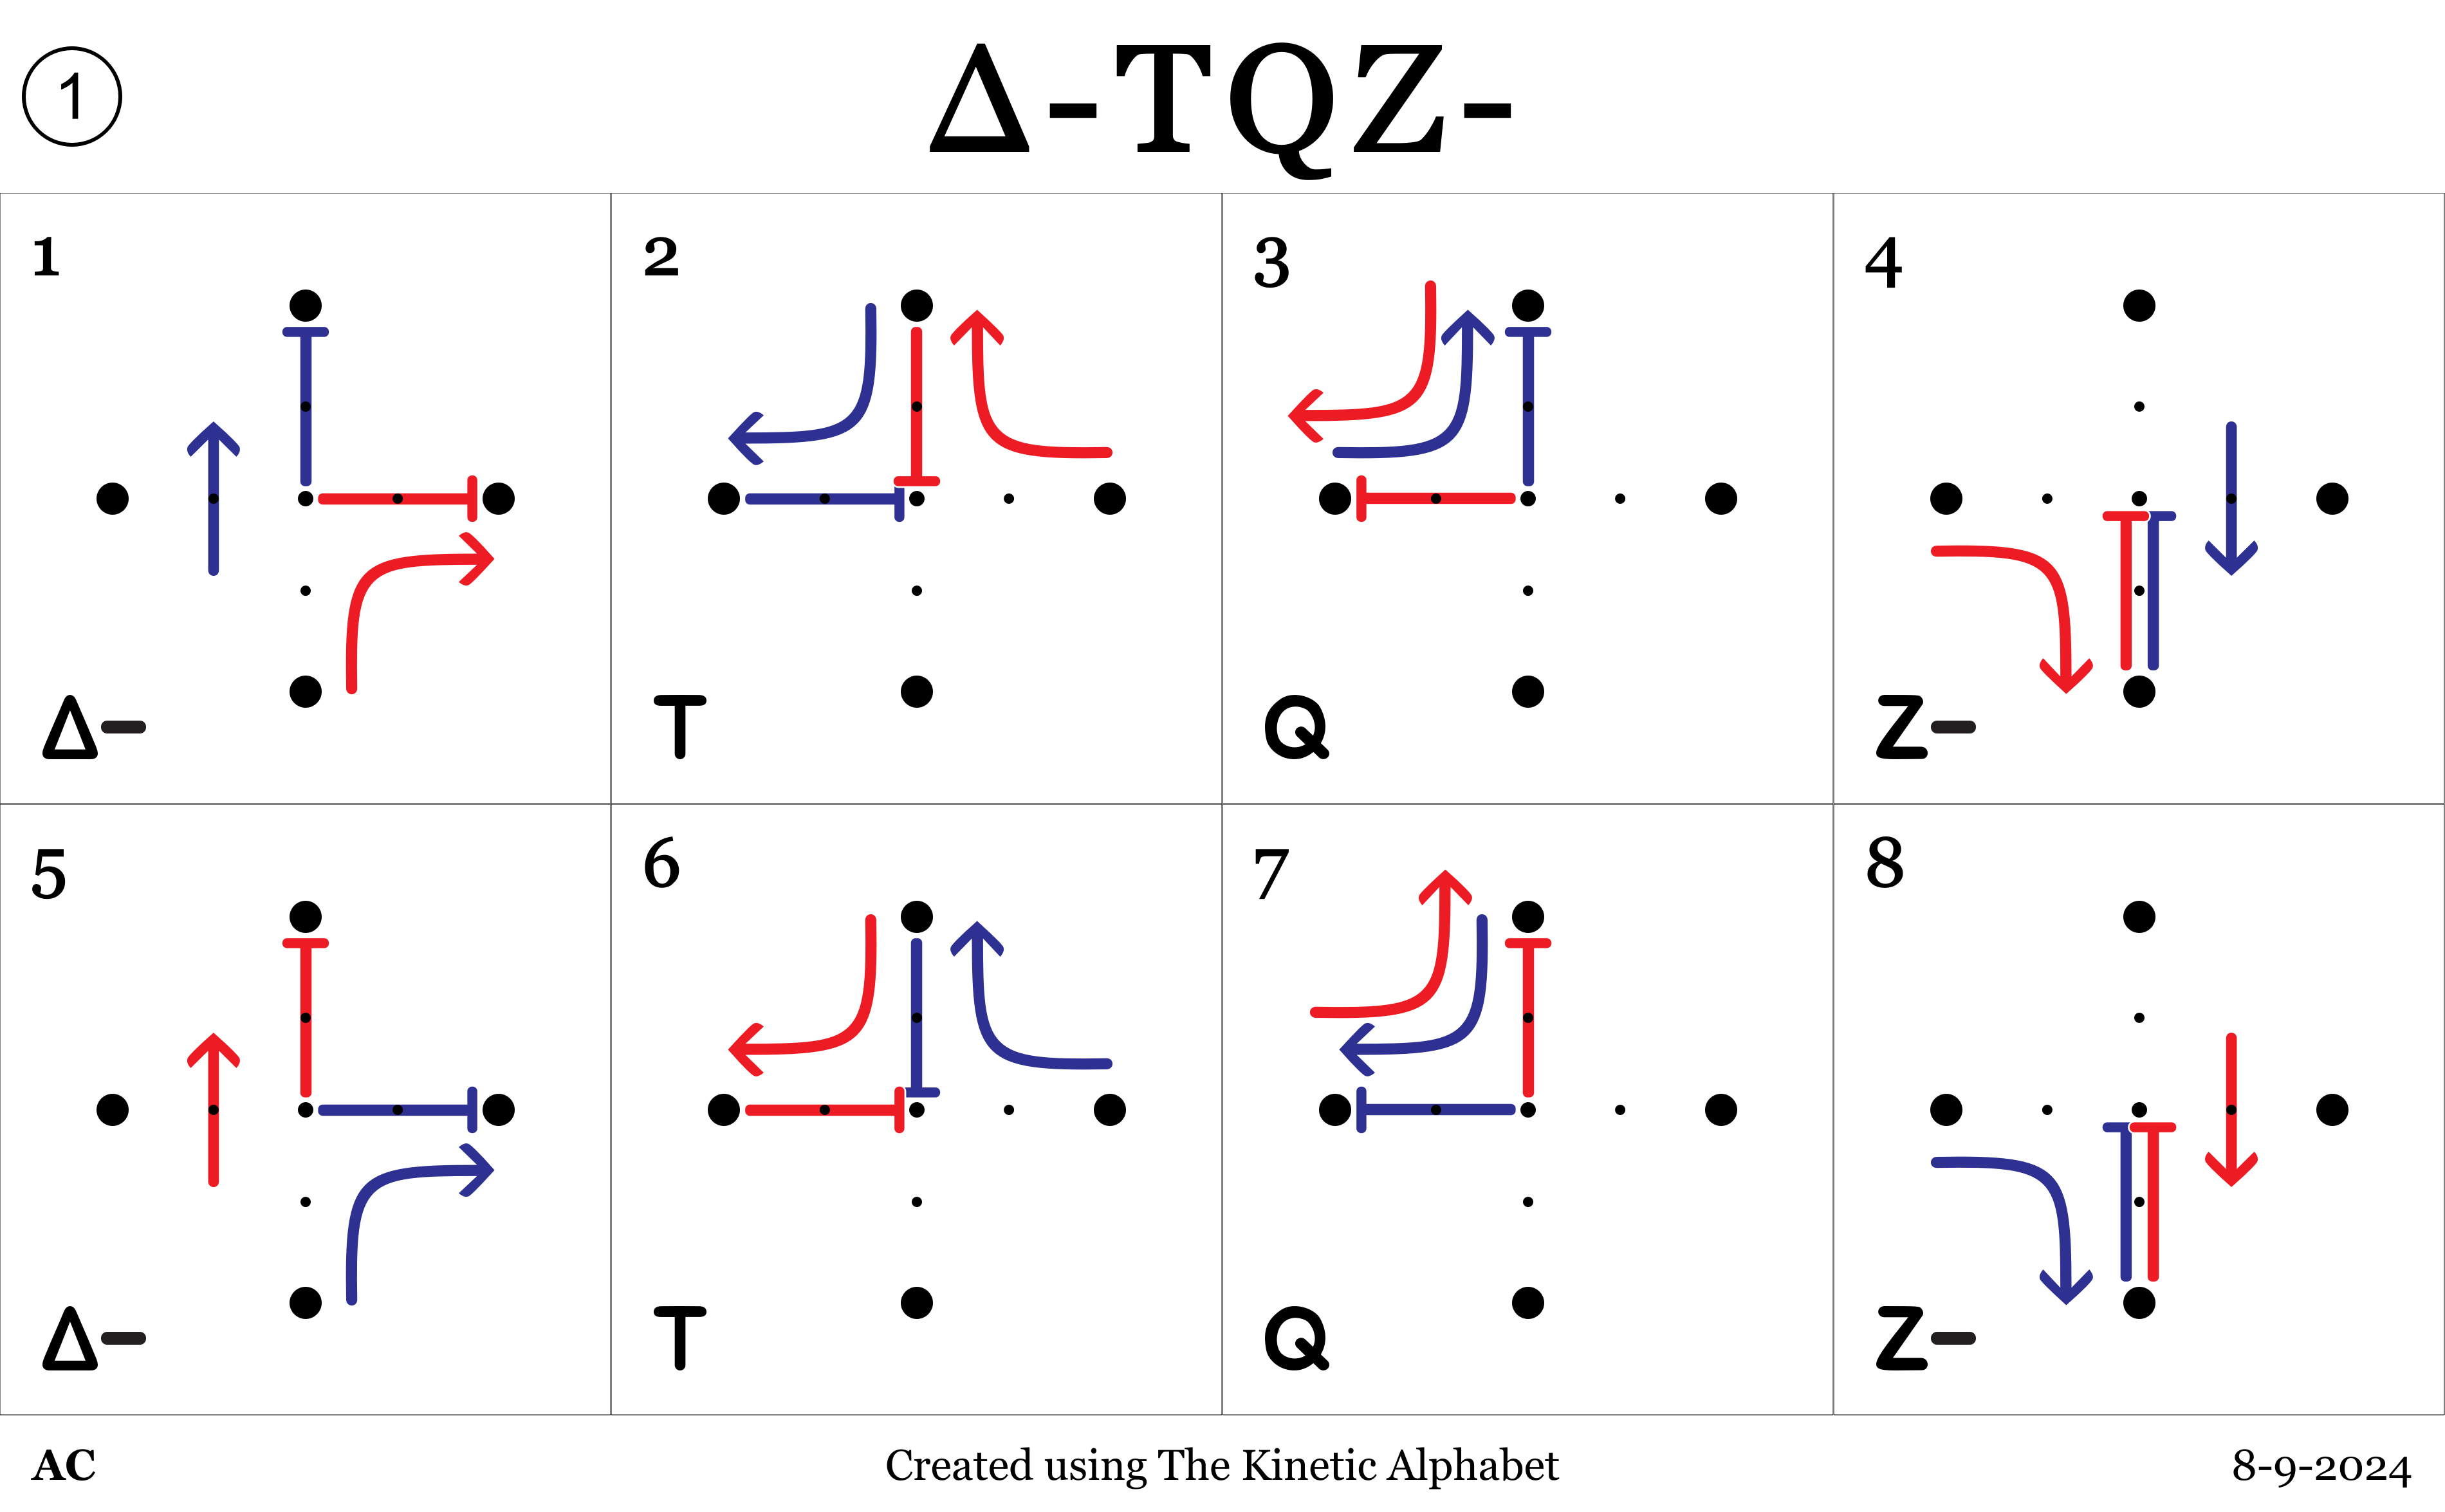 1
Δ-TQZ-
1
2
3
4
Δ-
T
Q
Z-
5
6
7
8
Δ-
T
Q
Z-
AC
Created using The Kinetic Alphabet
8-9-2024